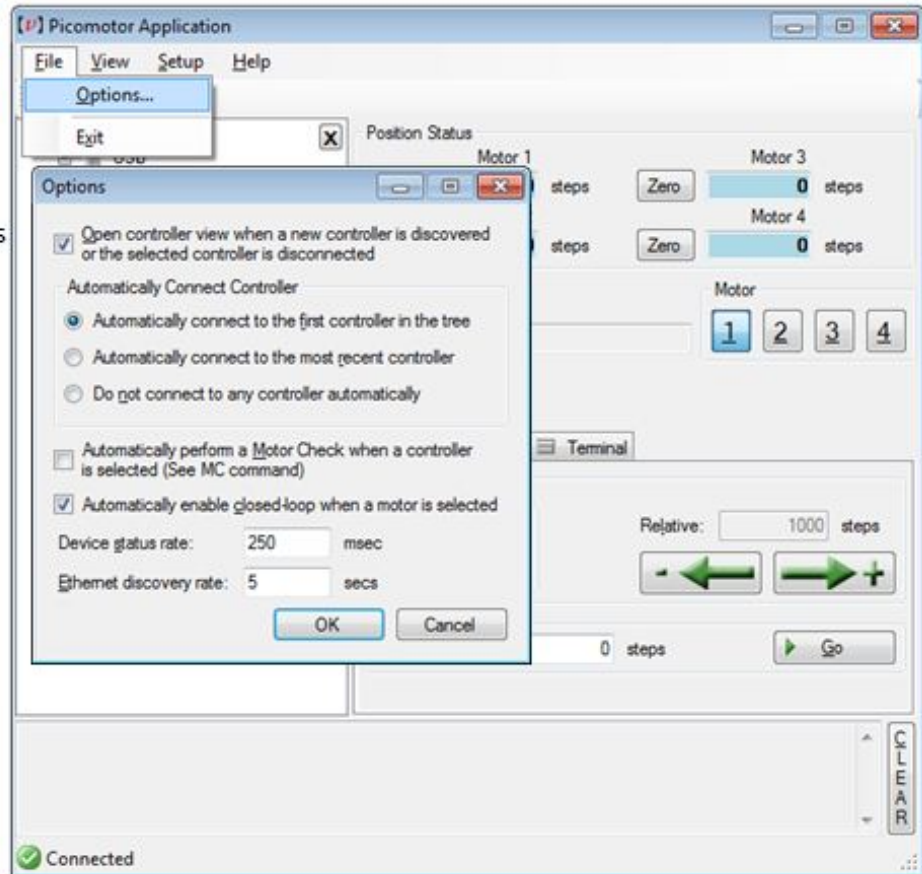 [ν] Picomotor Application
File View Setup Help
Options...
Exit
USB
X
Position Status
Motor 1
Motor 3
steps
Zero
0 steps
Motor 4
steps
Zero
0 steps
s
Options
Open controller view when a new controller is discovered
or the selected controller is disconnected
Automatically Connect Controller
Automatically connect to the first controller in the tree
Automatically connect to the most recent controller
Do not connect to any controller automatically
Automatically perform a Motor Check when a controller
is selected (See MC command)
Automatically enable closed-loop when a motor is selected
Device status rate: 250 msec
Ethernet discovery rate: 5 secs
OK Cancel
Motor
1 2 3 4
Terminal
Relative: 1000 steps
- +
0 steps
Go
CLEAR
Connected